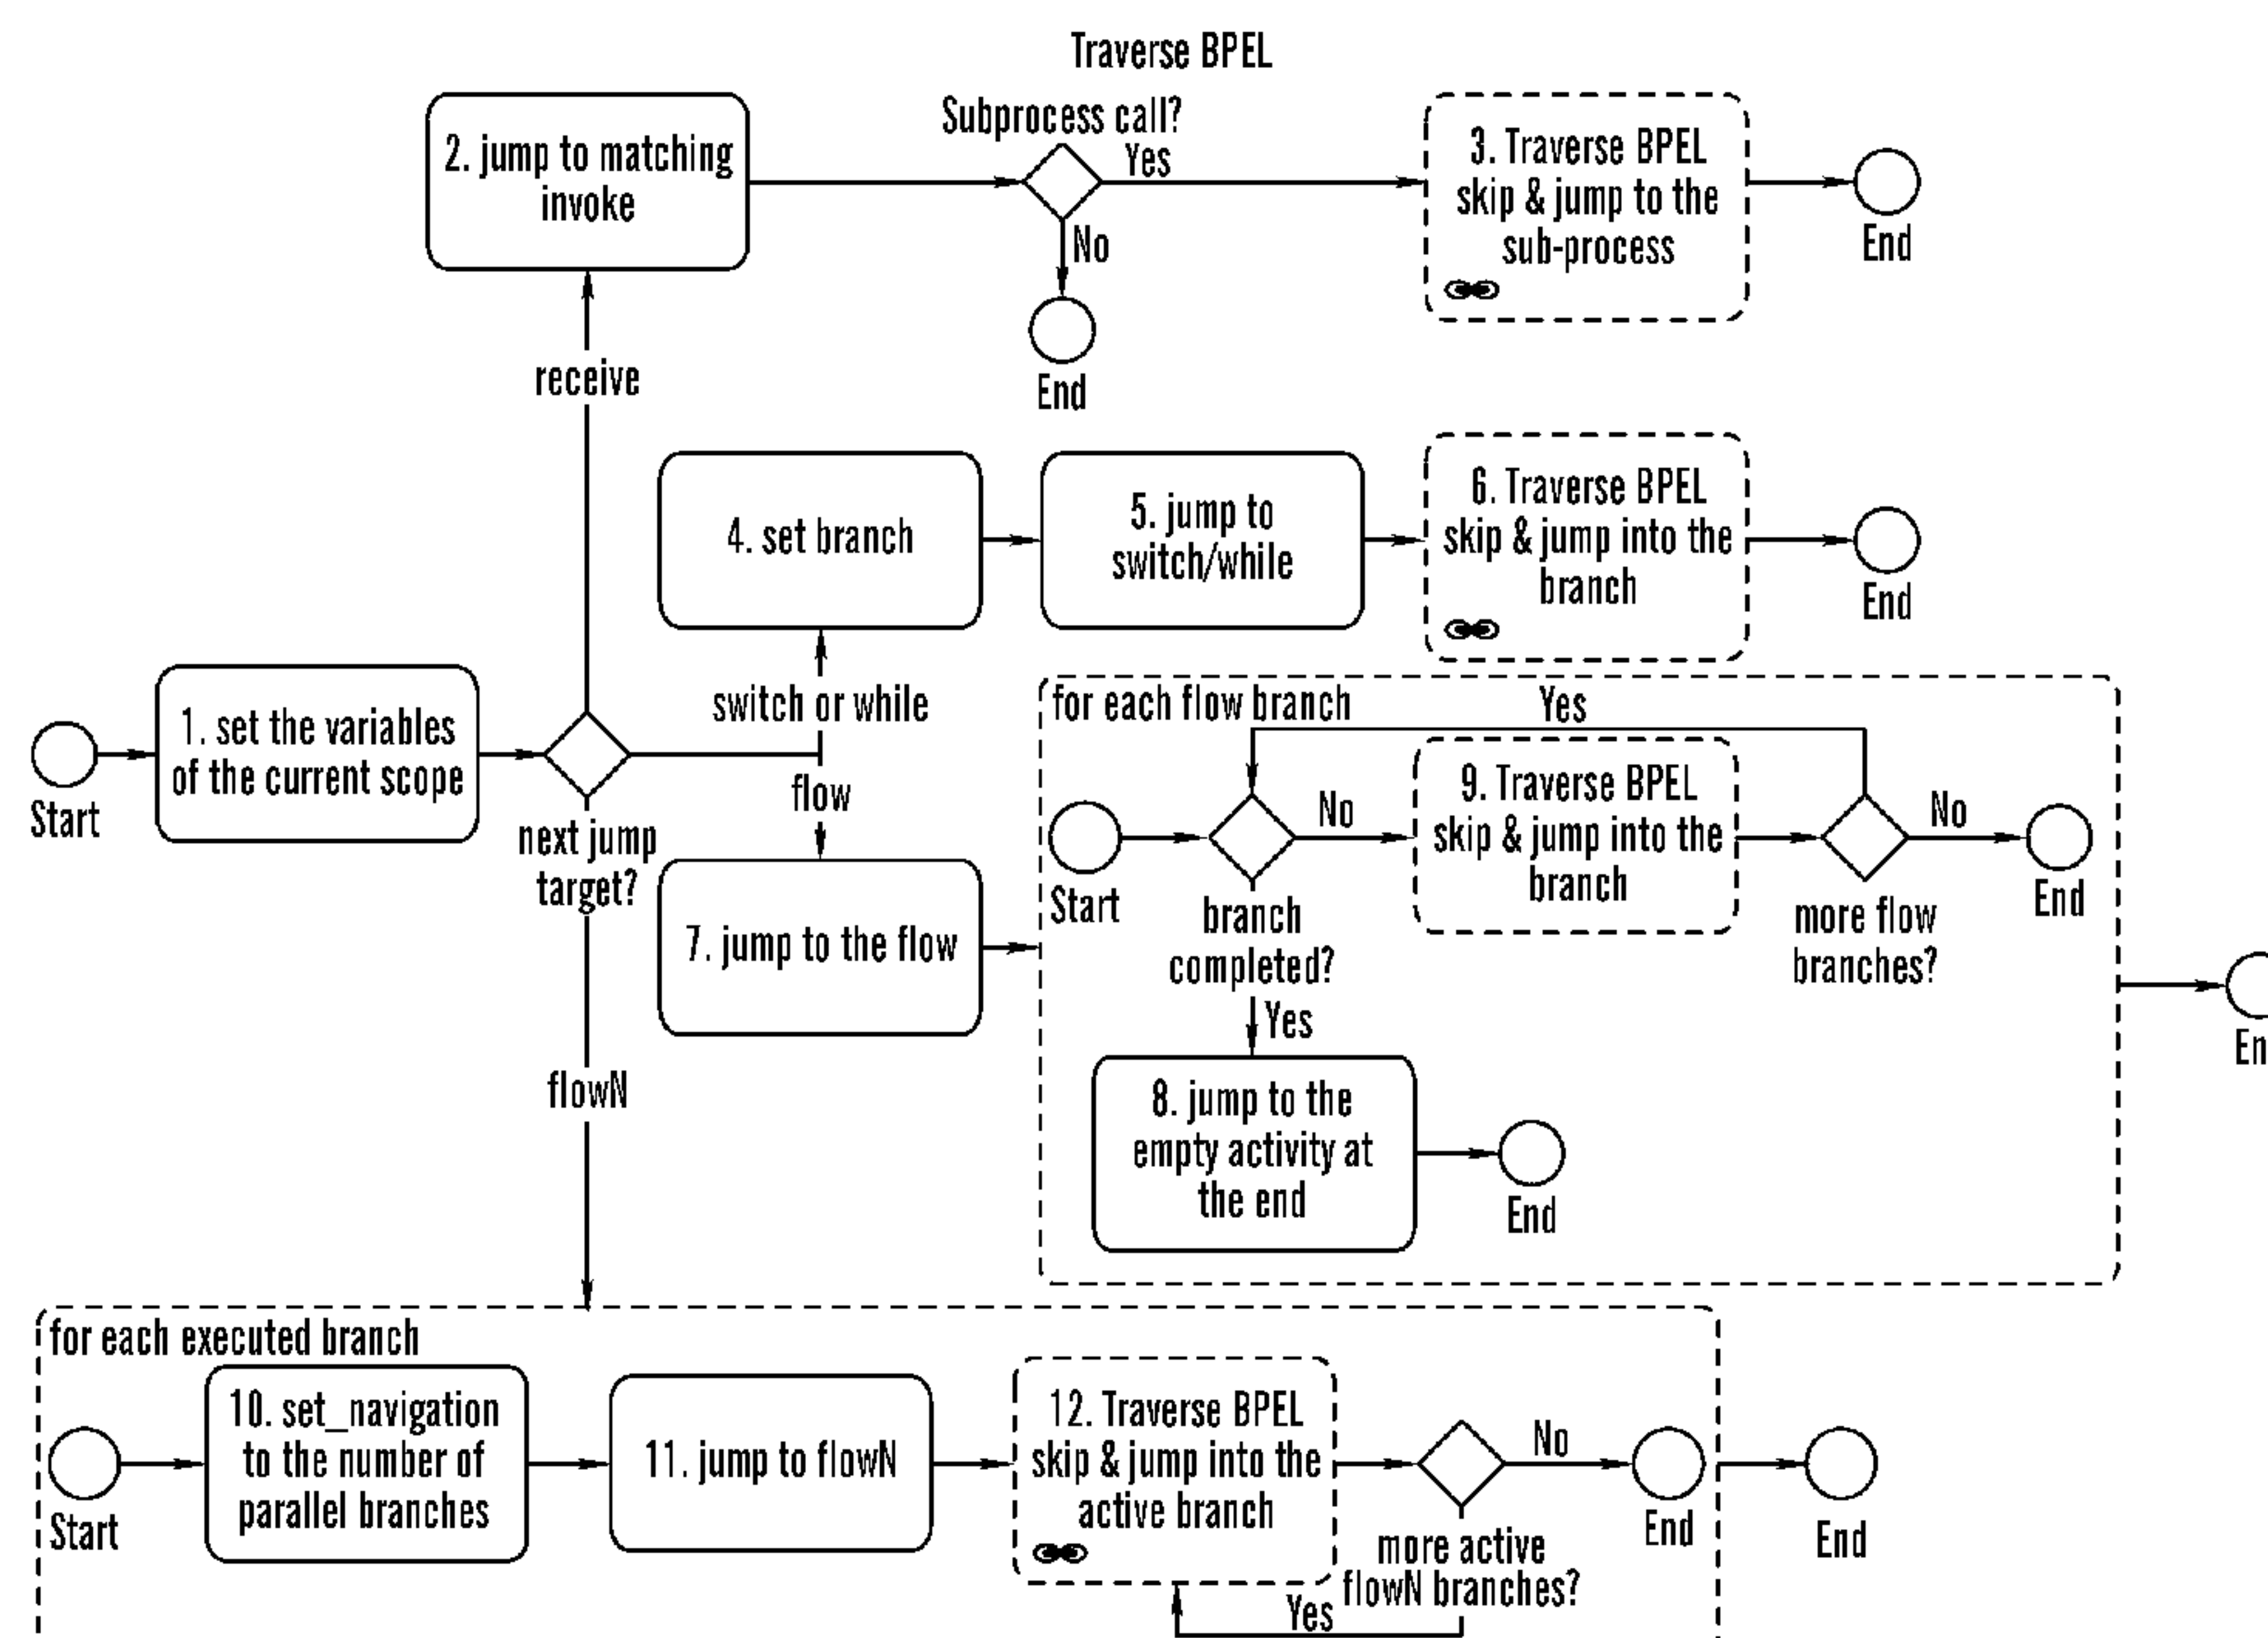 Traverse BPEL
2. jump to matching
invoke
Subprocess call?
Yes
No
End
3. Traverse BPEL
skip & jump to the
sub-process
End
receive
4. set branch
5. jump to
switch/while
6. Traverse BPEL
skip & jump into the
branch
End
switch or while
Start
1. set the variables
of the current scope
next jump
target?
flow
7. jump to the flow
for each flow branch
Yes
Start
branch
completed?
No
9. Traverse BPEL
skip & jump into the
branch
more flow
branches?
No
End
Yes
8. jump to the
empty activity at
the end
End
En
flowN
for each executed branch
Start
10. set_navigation
to the number of
parallel branches
11. jump to flowN
12. Traverse BPEL
skip & jump into the
active branch
more active
flowN branches?
Yes
No
End
End